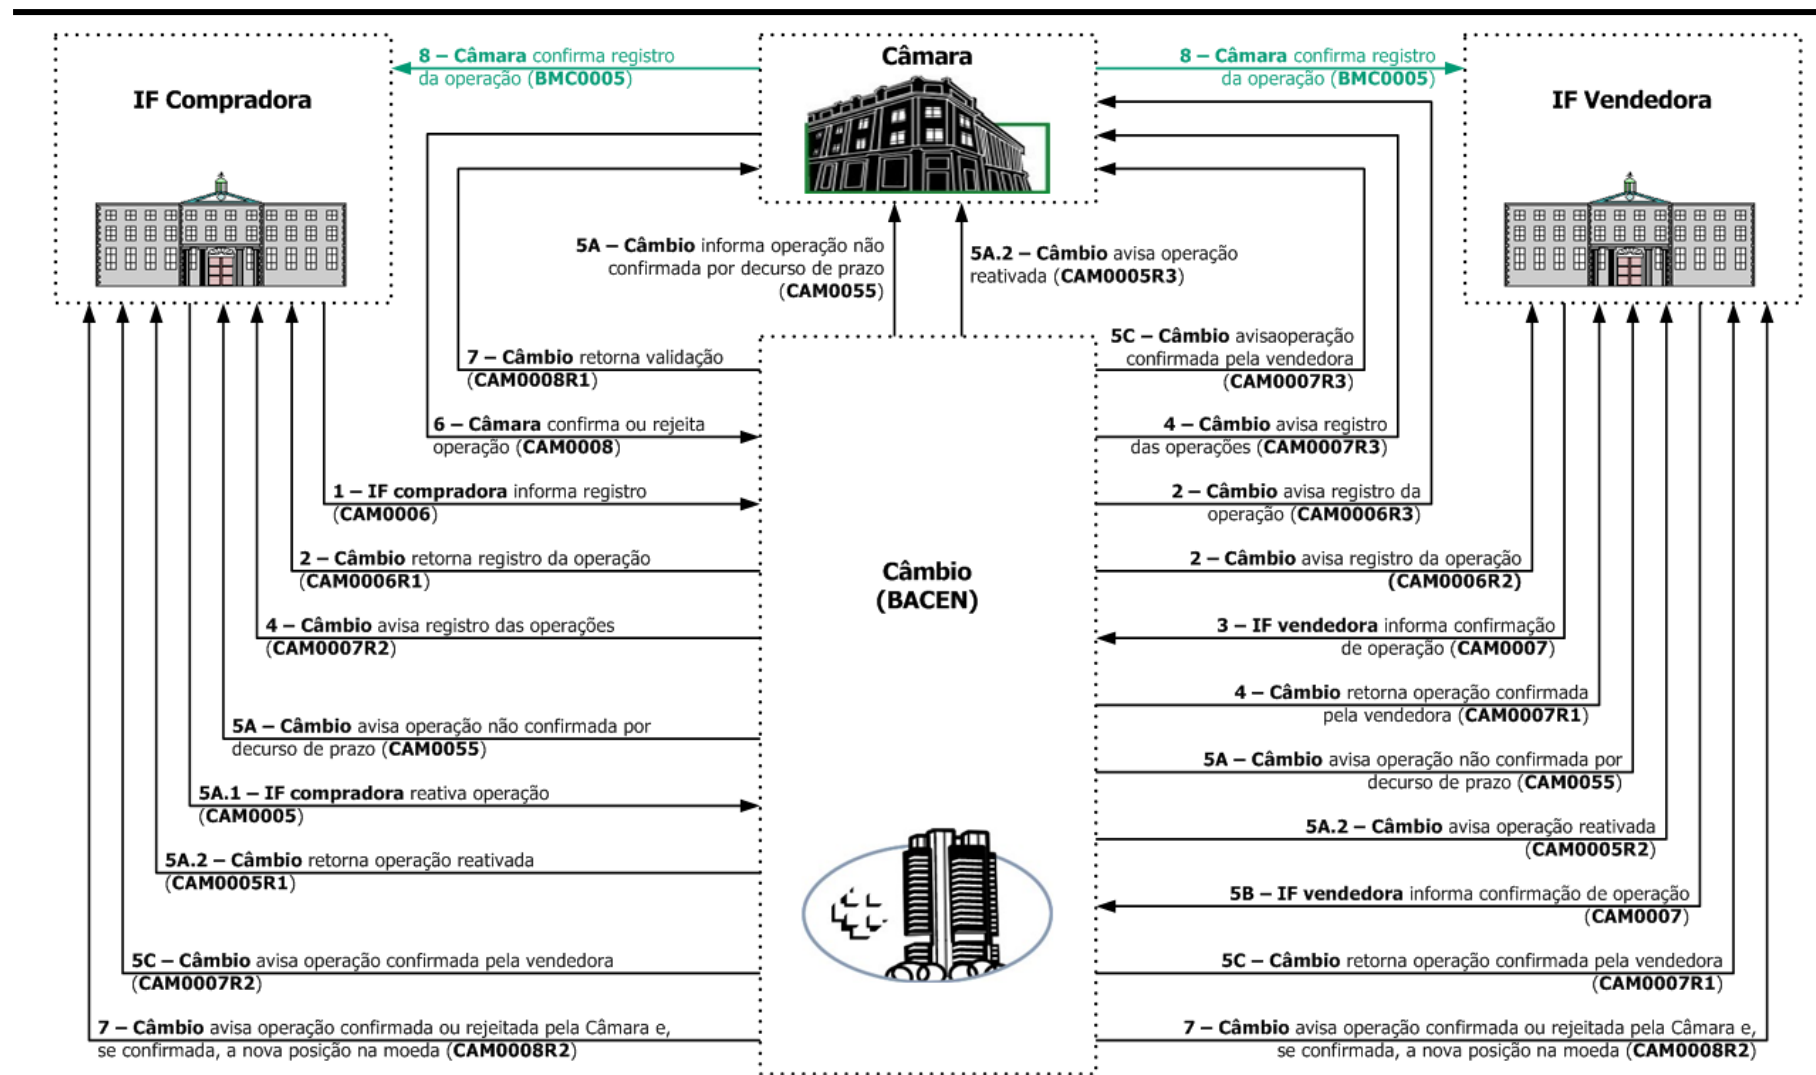 8 – Câmara confirma registro
da operação (BMC0005)
Câmara
8 – Câmara confirma registro
da operação (BMC0005)
IF Compradora
IF Vendedora
5A – Câmbio informa operação não
confirmada por decurso de prazo
(CAM0055)
5A.2 – Câmbio avisa operação
reativada (CAM0005R3)
7 – Câmbio retorna validação
(CAM0008R1)
5C – Câmbio avisaoperação
confirmada pela vendedora
(CAM0007R3)
6 – Câmara confirma ou rejeita
operação (CAM0008)
4 – Câmbio avisa registro
das operações (CAM0007R3)
1 – IF compradora informa registro
(CAM0006)
2 – Câmbio avisa registro da
operação (CAM0006R3)
2 – Câmbio retorna registro da operação
(CAM0006R1)
Câmbio
(BACEN)
2 – Câmbio avisa registro da operação
(CAM0006R2)
4 – Câmbio avisa registro das operações
(CAM0007R2)
3 – IF vendedora informa confirmação
de operação (CAM0007)
4 – Câmbio retorna operação confirmada
pela vendedora (CAM0007R1)
5A – Câmbio avisa operação não confirmada por
decurso de prazo (CAM0055)
5A – Câmbio avisa operação não confirmada por
decurso de prazo (CAM0055)
5A.1 – IF compradora reativa operação
(CAM0005)
5A.2 – Câmbio avisa operação reativada
(CAM0005R2)
5A.2 – Câmbio retorna operação reativada
(CAM0005R1)
5B – IF vendedora informa confirmação de operação
(CAM0007)
5C – Câmbio avisa operação confirmada pela vendedora
(CAM0007R2)
5C – Câmbio retorna operação confirmada pela vendedora
(CAM0007R1)
7 – Câmbio avisa operação confirmada ou rejeitada pela Câmara e,
se confirmada, a nova posição na moeda (CAM0008R2)
7 – Câmbio avisa operação confirmada ou rejeitada pela Câmara e,
se confirmada, a nova posição na moeda (CAM0008R2)